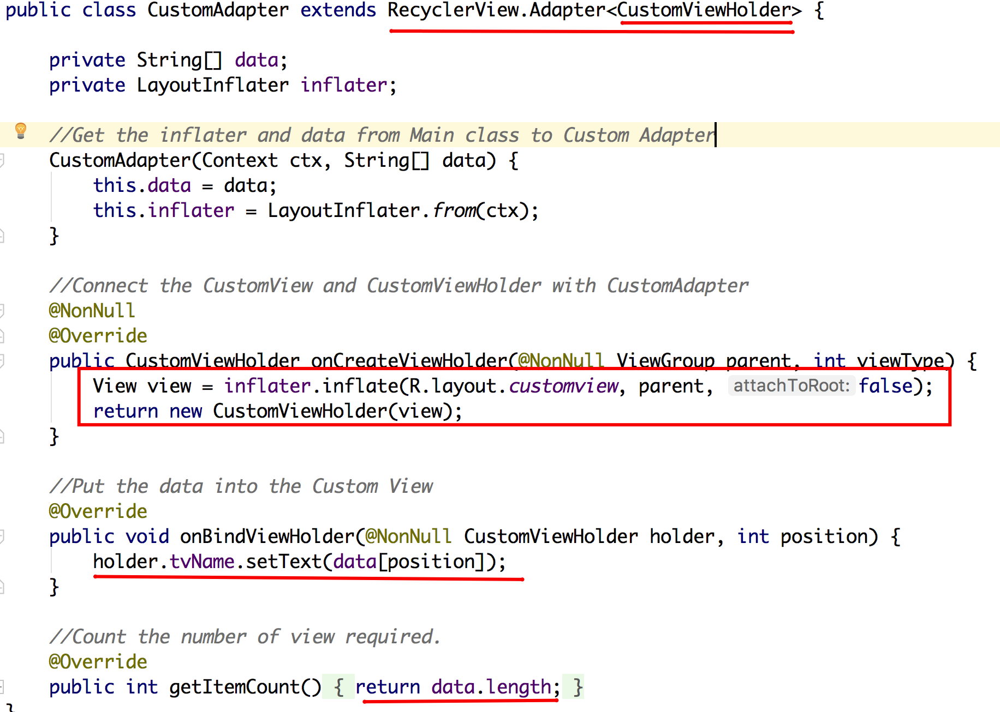 public class CustomAdapter extends RecyclerView.Adapter<CustomViewHolder> {
private String[] data;
private LayoutInflater inflater;
//Get the inflater and data from Main class to Custom Adapter
CustomAdapter(Context ctx, String[] data) {
this.data = data;
this.inflater = LayoutInflater.from(ctx);
}
//Connect the CustomView and CustomViewHolder with CustomAdapter
@NonNull
@Override
public CustomViewHolder onCreateViewHolder(@NonNull ViewGroup parent, int viewType) {
View view = inflater.inflate(R.layout.customview, parent, attachToRoot: false);
return new CustomViewHolder(view);
}
//Put the data into the Custom View
@Override
public void onBindViewHolder(@NonNull CustomViewHolder holder, int position) {
holder.tvName.setText(data[position]);
}
//Count the number of view required.
@Override
public int getItemCount() { return data.length; }
}